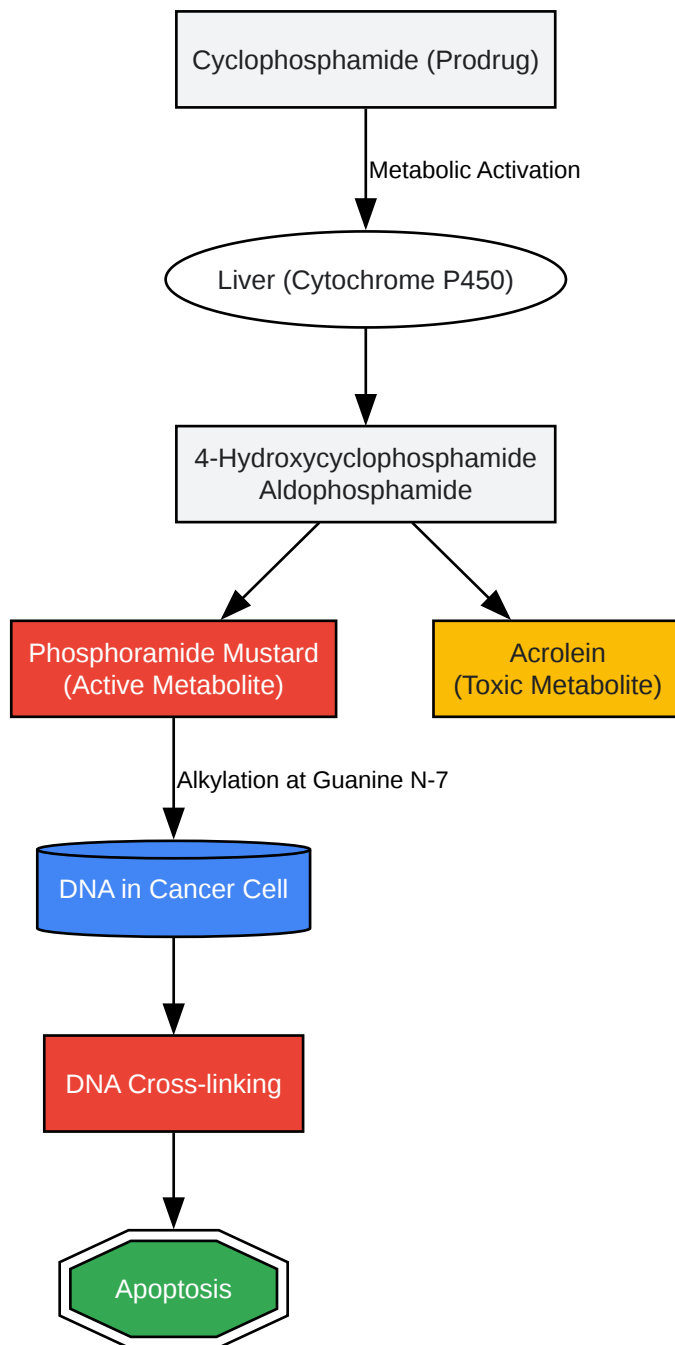 Cyclophosphamide (Prodrug)
Metabolic Activation
Liver (Cytochrome P450)
4-Hydroxycyclophosphamide
Aldophosphamide
Phosphoramide Mustard
(Active Metabolite)
Acrolein
(Toxic Metabolite)
Alkylation at Guanine N-7
DNA in Cancer Cell
DNA Cross-linking
Apoptosis